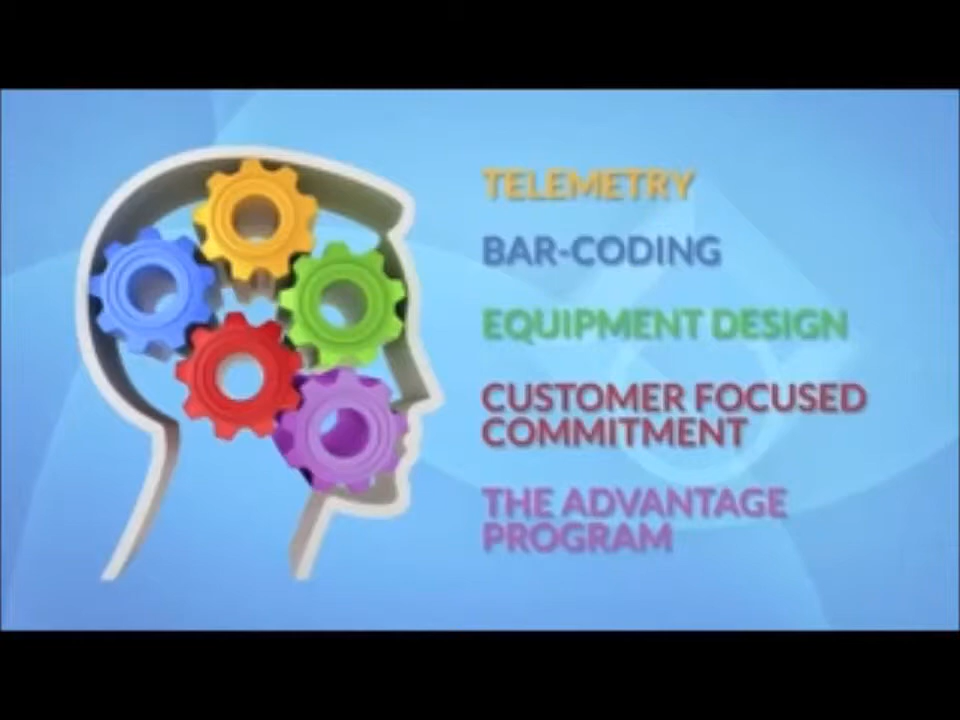 TELEMETRY
BAR-CODING
EQUIPMENT DESIGN
CUSTOMER FOCUSED
COMMITMENT
THE ADVANTAGE
PROGRAM